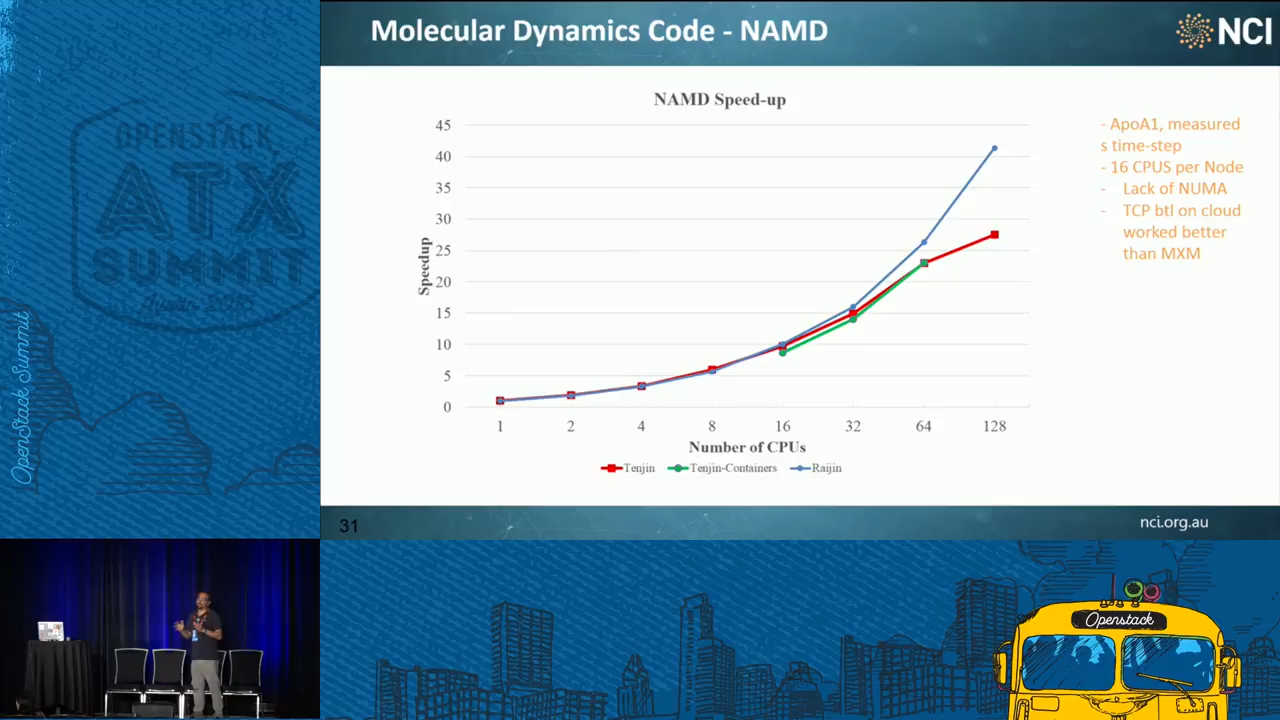 Molecular Dynamics Code - NAMD
NCI
OPENSTACK
ATX
SUMMIT
OpenStack Summit
NAMD Speed-up
45
40
35
30
25
20
15
10
5
0
Speedup
1 2 4 8 16 32 64 128
Number of CPUs
Tenjin Tenjin-Containers Raijin
- ApoA1, measured
s time-step
- 16 CPUS per Node
- Lack of NUMA
- TCP btl on cloud
worked better
than MXM
31
nci.org.au
Openstack